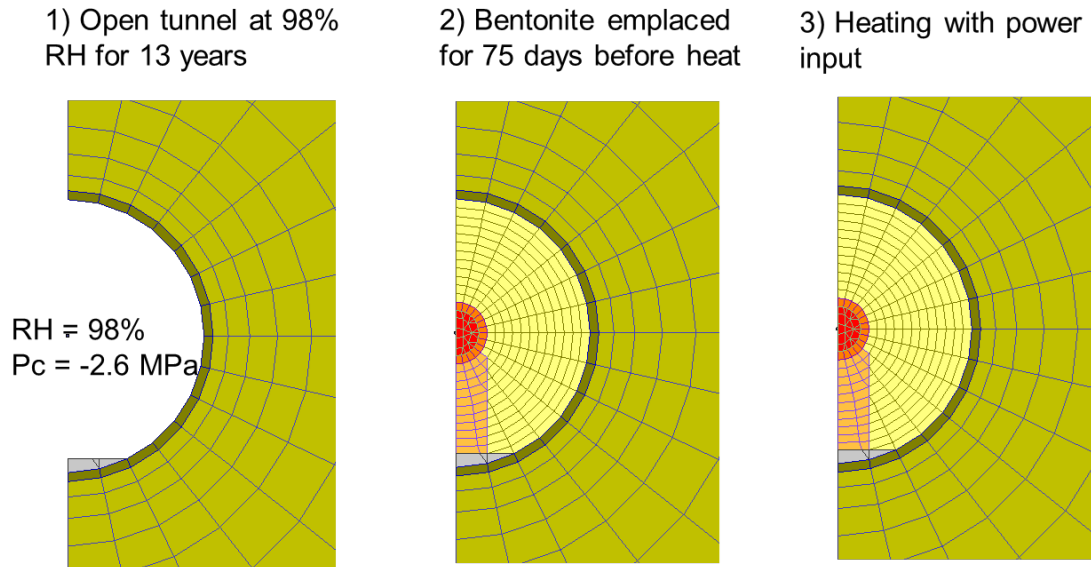 1) Open tunnel at 98%
RH for 13 years
2) Bentonite emplaced
for 75 days before heat
3) Heating with power
input
RH = 98%
Pc = -2.6 MPa